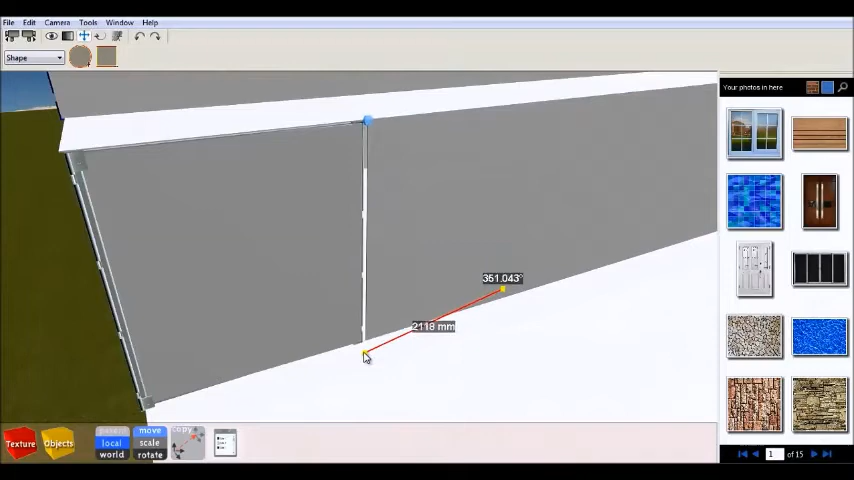 File Edit Camera Tools Window Help
Shape
Your photos in here
351.043°
2118 mm
Texture
Objects
local
world
move
scale
rotate
copy
1 of 15